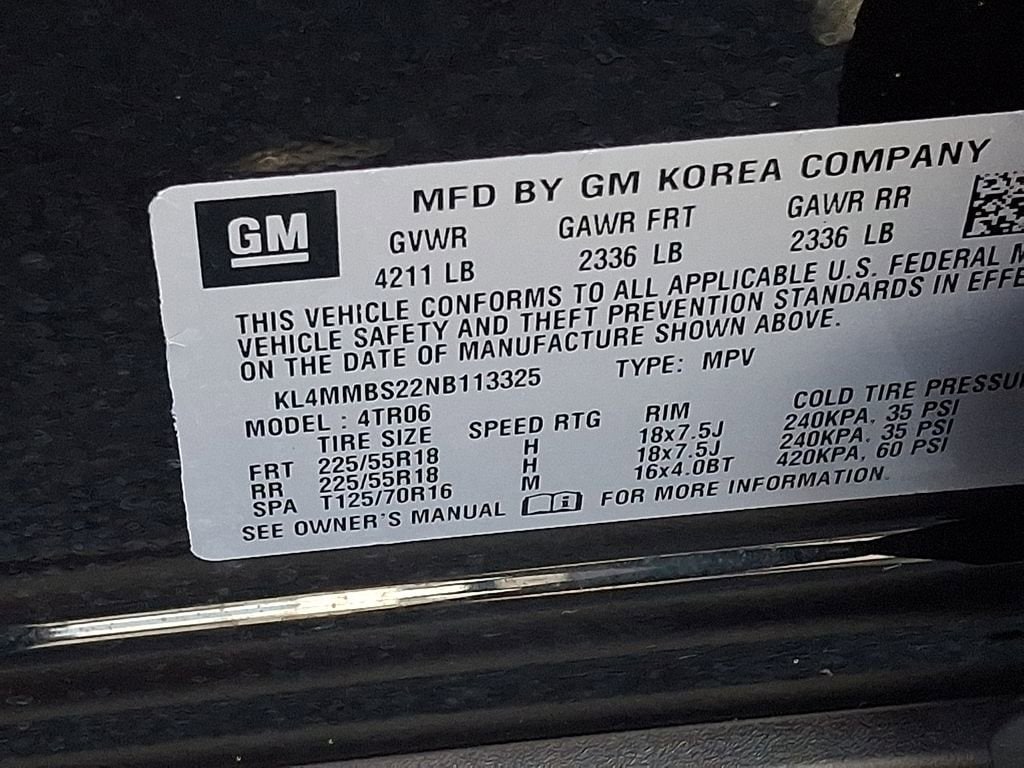 GM
MFD BY GM KOREA COMPANY
GVWR GAWR FRT GAWR RR
4211 LB 2336 LB 2336 LB
THIS VEHICLE CONFORMS TO ALL APPLICABLE U.S. FEDERAL M
VEHICLE SAFETY AND THEFT PREVENTION STANDARDS IN EFFE
ON THE DATE OF MANUFACTURE SHOWN ABOVE.
KL4MMBS22NB113325 TYPE: MPV
MODEL : 4TR06
TIRE SIZE SPEED RTG RIM COLD TIRE PRESSU
FRT 225/55R18 H 18x7.5J 240KPA, 35 PSI
RR 225/55R18 H 18x7.5J 240KPA, 35 PSI
SPA T125/70R16 M 16x4.0BT 420KPA, 60 PSI
SEE OWNER'S MANUAL i FOR MORE INFORMATION.